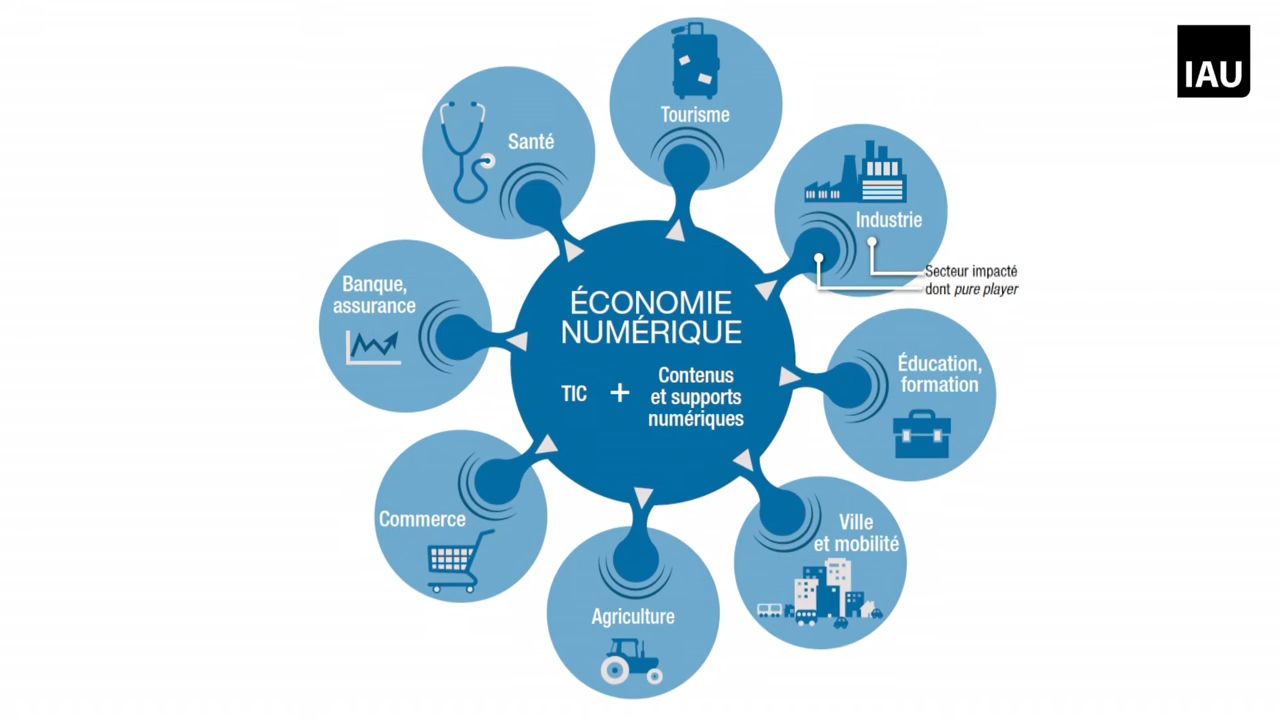 IAU
Tourisme
Santé
Industrie
Secteur impacté
dont pure player
Banque,
assurance
ÉCONOMIE
NUMÉRIQUE
TIC + Contenus
et supports
numériques
Éducation,
formation
Commerce
Ville
et mobilité
Agriculture